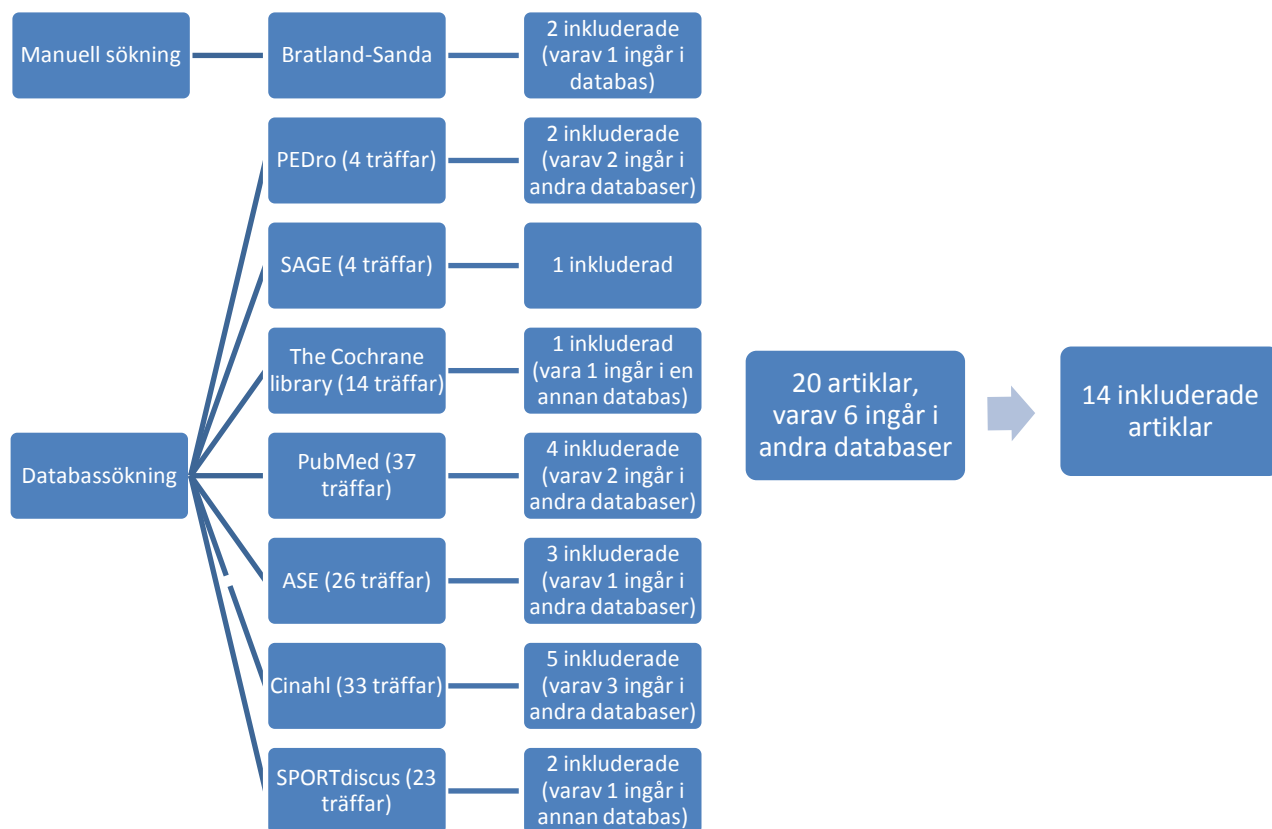 Manuell sökning
Bratland-Sanda
2 inkluderade
(varav 1 ingår i
databas)
PEDro (4 träffar)
2 inkluderade
(varav 2 ingår i
andra databaser)
SAGE (4 träffar)
1 inkluderad
The Cochrane
library (14 träffar)
1 inkluderad
(vara 1 ingår i en
annan databas)
Databassökning
PubMed (37
träffar)
4 inkluderade
(varav 2 ingår i
andra databaser)
ASE (26 träffar)
3 inkluderade
(varav 1 ingår i
andra databaser)
Cinahl (33 träffar)
5 inkluderade
(varav 3 ingår i
andra databaser)
SPORTdiscus (23
träffar)
2 inkluderade
(varav 1 ingår i
annan databas)
20 artiklar,
varav 6 ingår i
andra databaser
14 inkluderade
artiklar